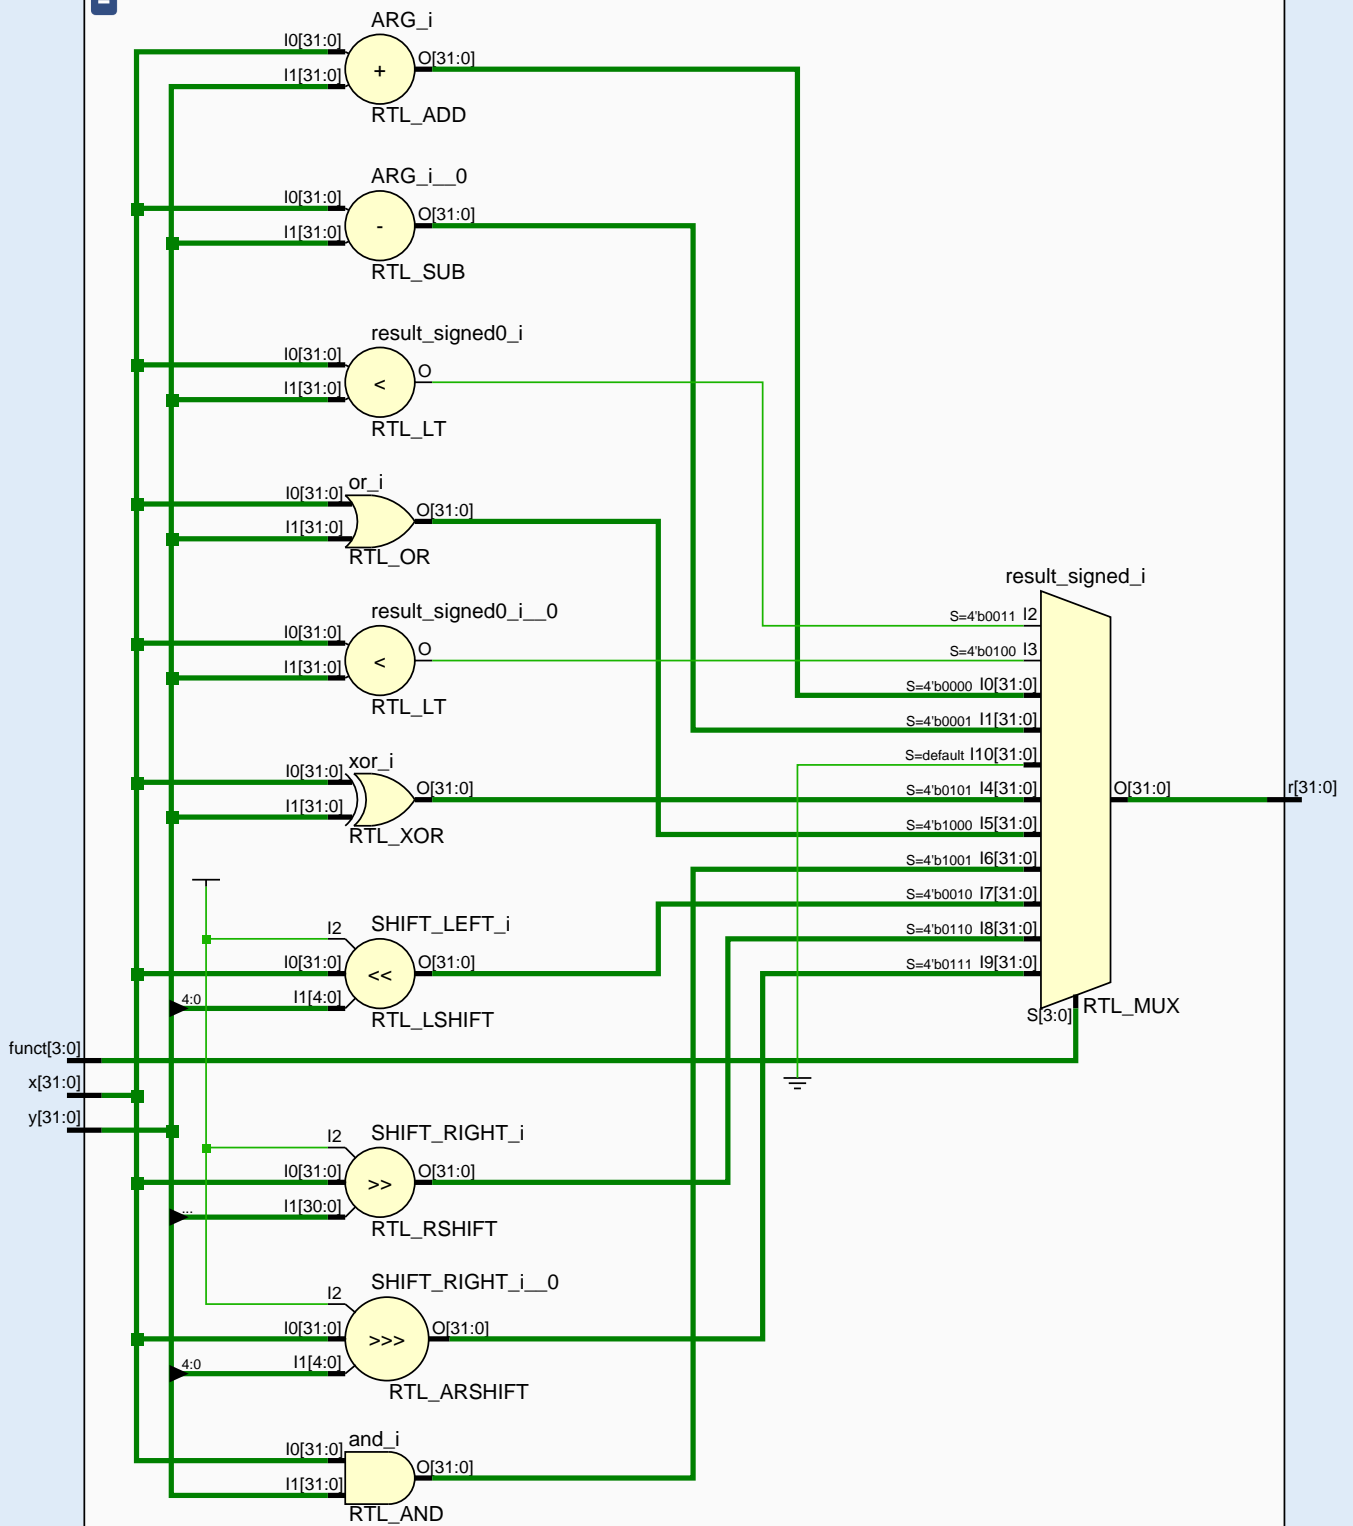 ARG_i
I0[31:0]
I1[31:0]
+
O[31:0]
RTL_ADD
ARG_i__0
I0[31:0]
I1[31:0]
-
O[31:0]
RTL_SUB
result_signed0_i
I0[31:0]
I1[31:0]
<
O
RTL_LT
or_i
I0[31:0]
I1[31:0]
O[31:0]
RTL_OR
result_signed0_i__0
I0[31:0]
I1[31:0]
<
O
RTL_LT
xor_i
I0[31:0]
I1[31:0]
O[31:0]
RTL_XOR
SHIFT_LEFT_i
I2
I0[31:0]
4:0
I1[4:0]
<<
O[31:0]
RTL_LSHIFT
funct[3:0]
x[31:0]
y[31:0]
SHIFT_RIGHT_i
I2
I0[31:0]
...
I1[30:0]
>>
O[31:0]
RTL_RSHIFT
SHIFT_RIGHT_i__0
I2
I0[31:0]
4:0
I1[4:0]
>>>
O[31:0]
RTL_ARSHIFT
and_i
I0[31:0]
I1[31:0]
O[31:0]
RTL_AND
result_signed_i
S=4'b0011 I2
S=4'b0100 I3
S=4'b0000 I0[31:0]
S=4'b0001 I1[31:0]
S=default I10[31:0]
S=4'b0101 I4[31:0]
S=4'b1000 I5[31:0]
S=4'b1001 I6[31:0]
S=4'b0010 I7[31:0]
S=4'b0110 I8[31:0]
S=4'b0111 I9[31:0]
S[3:0]
RTL_MUX
O[31:0]
r[31:0]